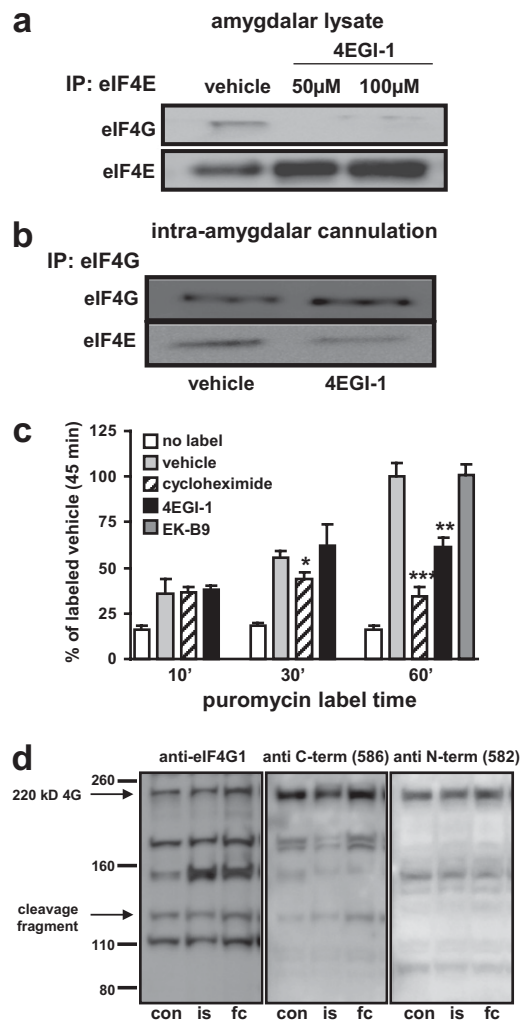 a
amygdalar lysate
4EGI-1
IP: eIF4E vehicle 50µM 100µM
eIF4G
eIF4E
b
intra-amygdalar cannulation
IP: eIF4G
eIF4G
eIF4E
vehicle 4EGI-1
c
% of labeled vehicle (45 min)
125
100
75
50
25
0
no label
vehicle
cycloheximide
4EGI-1
EK-B9
*
***
**
10' 30' 60'
puromycin label time
d
anti-eIF4G1 anti C-term (586) anti N-term (582)
260
220 kD 4G
160
cleavage
fragment
110
80
con is fc con is fc con is fc